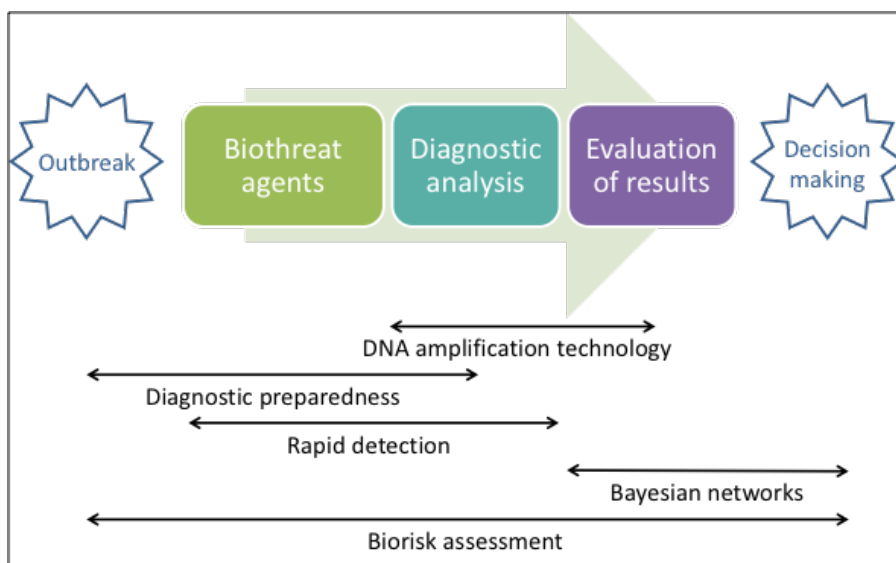 Outbreak
Biothreat
agents
Diagnostic
analysis
Evaluation
of results
Decision
making
DNA amplification technology
Diagnostic preparedness
Rapid detection
Bayesian networks
Biorisk assessment